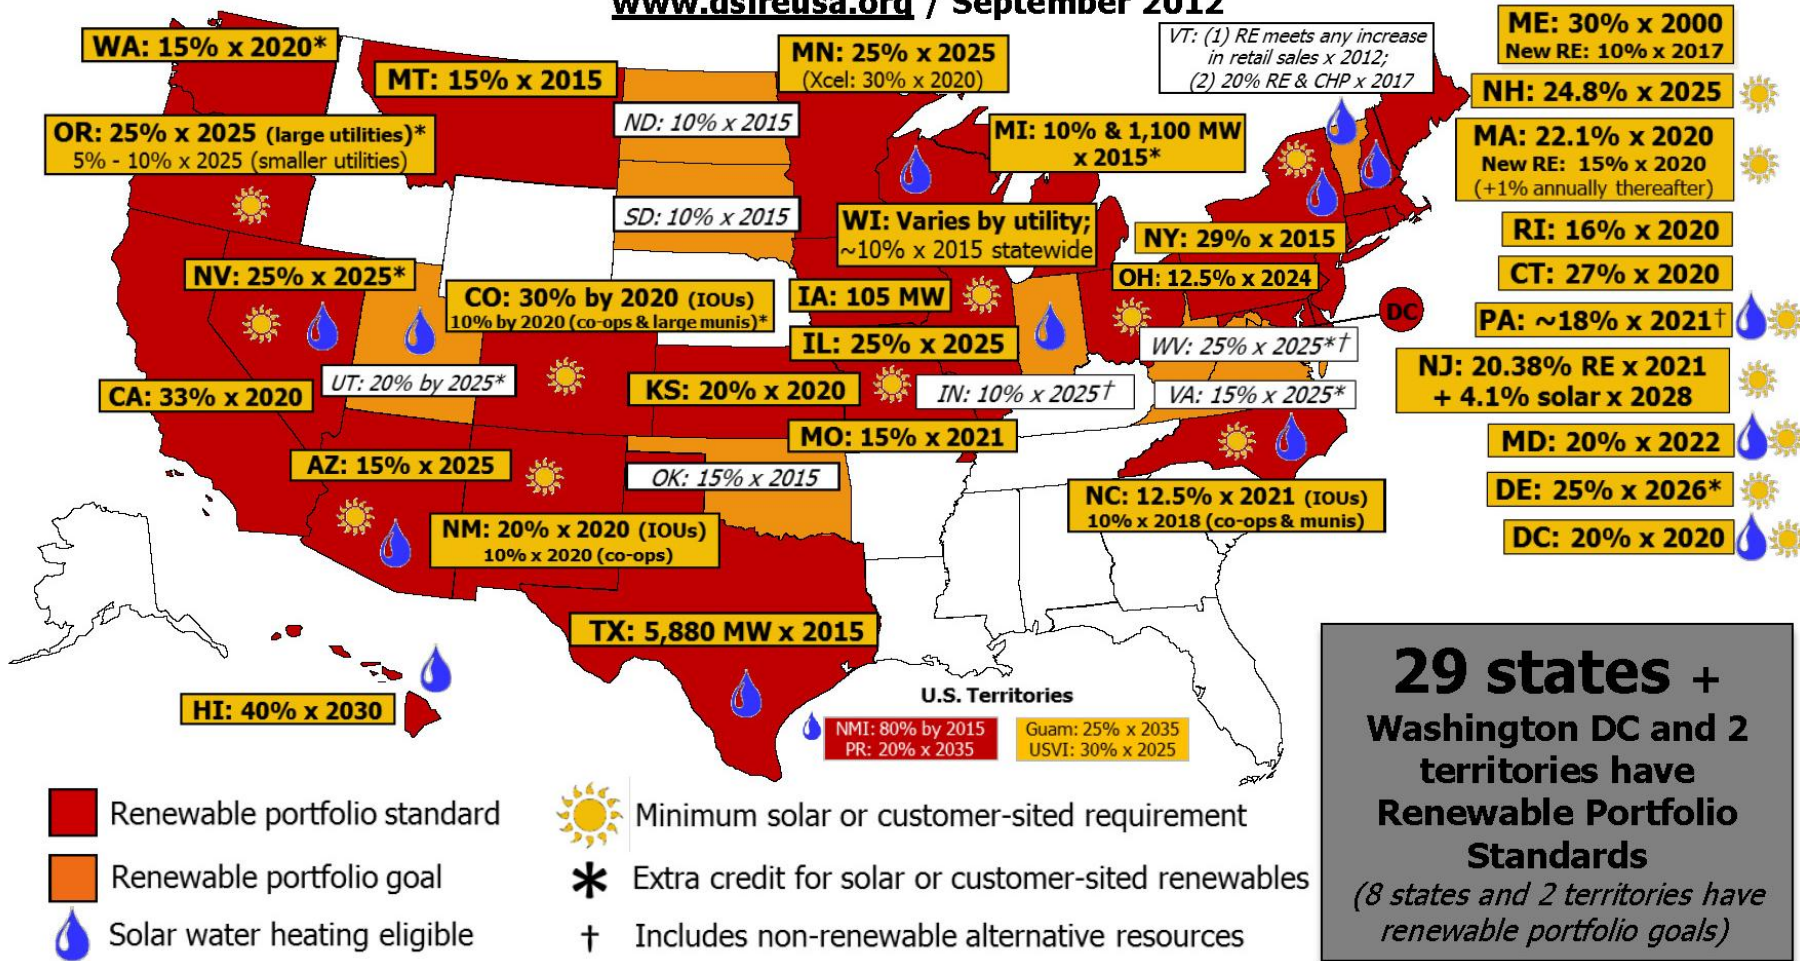 www.dsireusa.org / September 2012
WA: 15% x 2020*
MT: 15% x 2015
MN: 25% x 2025
(Xcel: 30% x 2020)
VT: (1) RE meets any increase
in retail sales x 2012;
(2) 20% RE & CHP x 2017
ME: 30% x 2000
New RE: 10% x 2017
NH: 24.8% x 2025
OR: 25% x 2025 (large utilities)*
5% - 10% x 2025 (smaller utilities)
ND: 10% x 2015
MI: 10% & 1,100 MW
x 2015*
MA: 22.1% x 2020
New RE: 15% x 2020
(+1% annually thereafter)
SD: 10% x 2015
WI: Varies by utility;
~10% x 2015 statewide
NY: 29% x 2015
RI: 16% x 2020
NV: 25% x 2025*
CO: 30% by 2020 (IOUs)
10% by 2020 (co-ops & large munis)*
IA: 105 MW
OH: 12.5% x 2024
CT: 27% x 2020
DC
PA: ~18% x 2021†
IL: 25% x 2025
WV: 25% x 2025*†
NJ: 20.38% RE x 2021
+ 4.1% solar x 2028
CA: 33% x 2020
UT: 20% by 2025*
KS: 20% x 2020
IN: 10% x 2025†
VA: 15% x 2025*
MO: 15% x 2021
MD: 20% x 2022
AZ: 15% x 2025
OK: 15% x 2015
DE: 25% x 2026*
NC: 12.5% x 2021 (IOUs)
10% x 2018 (co-ops & munis)
NM: 20% x 2020 (IOUs)
10% x 2020 (co-ops)
DC: 20% x 2020
TX: 5,880 MW x 2015
HI: 40% x 2030
U.S. Territories
NMI: 80% by 2015
PR: 20% x 2035
Guam: 25% x 2035
USVI: 30% x 2025
29 states +
Washington DC and 2
territories have
Renewable Portfolio
Standards
(8 states and 2 territories have
renewable portfolio goals)
Renewable portfolio standard
Minimum solar or customer-sited requirement
Renewable portfolio goal
* Extra credit for solar or customer-sited renewables
Solar water heating eligible
† Includes non-renewable alternative resources